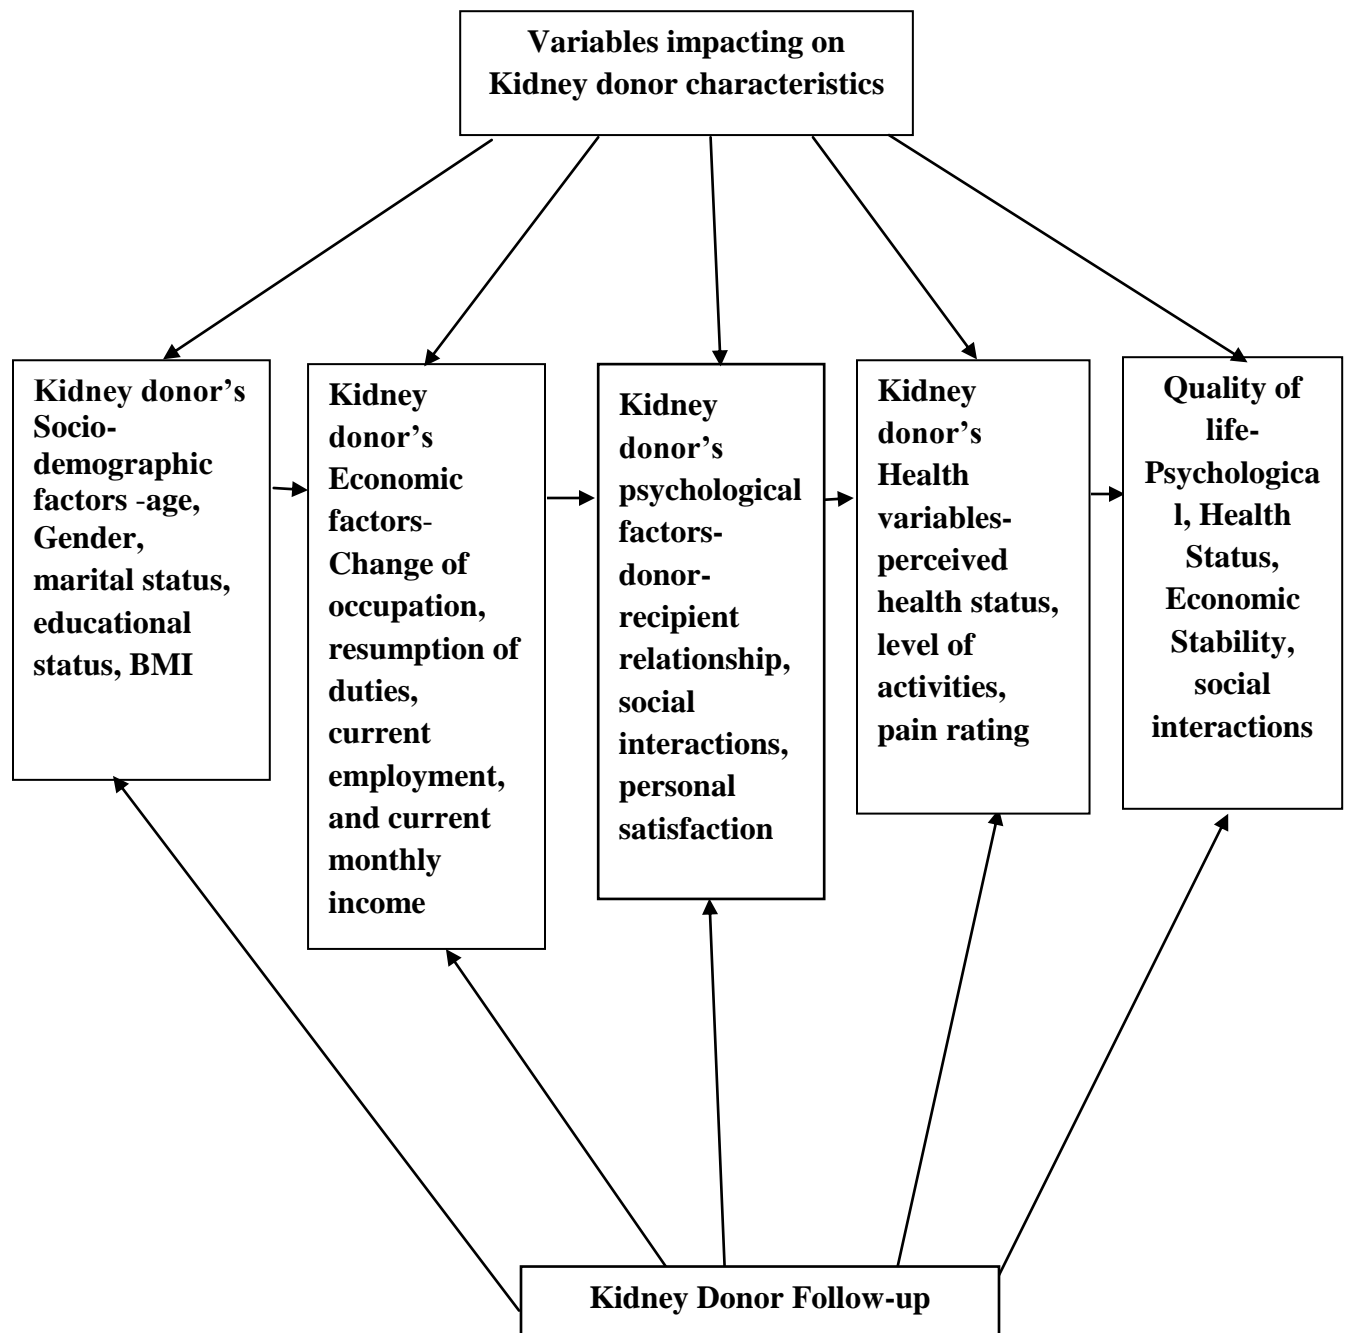 Variables impacting on
Kidney donor characteristics
Kidney donor’s
Socio-
demographic
factors -age,
Gender,
marital status,
educational
status, BMI
Kidney
donor’s
Economic
factors-
Change of
occupation,
resumption of
duties,
current
employment,
and current
monthly
income
Kidney
donor’s
psychological
factors-
donor-
recipient
relationship,
social
interactions,
personal
satisfaction
Kidney
donor’s
Health
variables-
perceived
health status,
level of
activities,
pain rating
Quality of
life-
Psychologica
l, Health
Status,
Economic
Stability,
social
interactions
Kidney Donor Follow-up